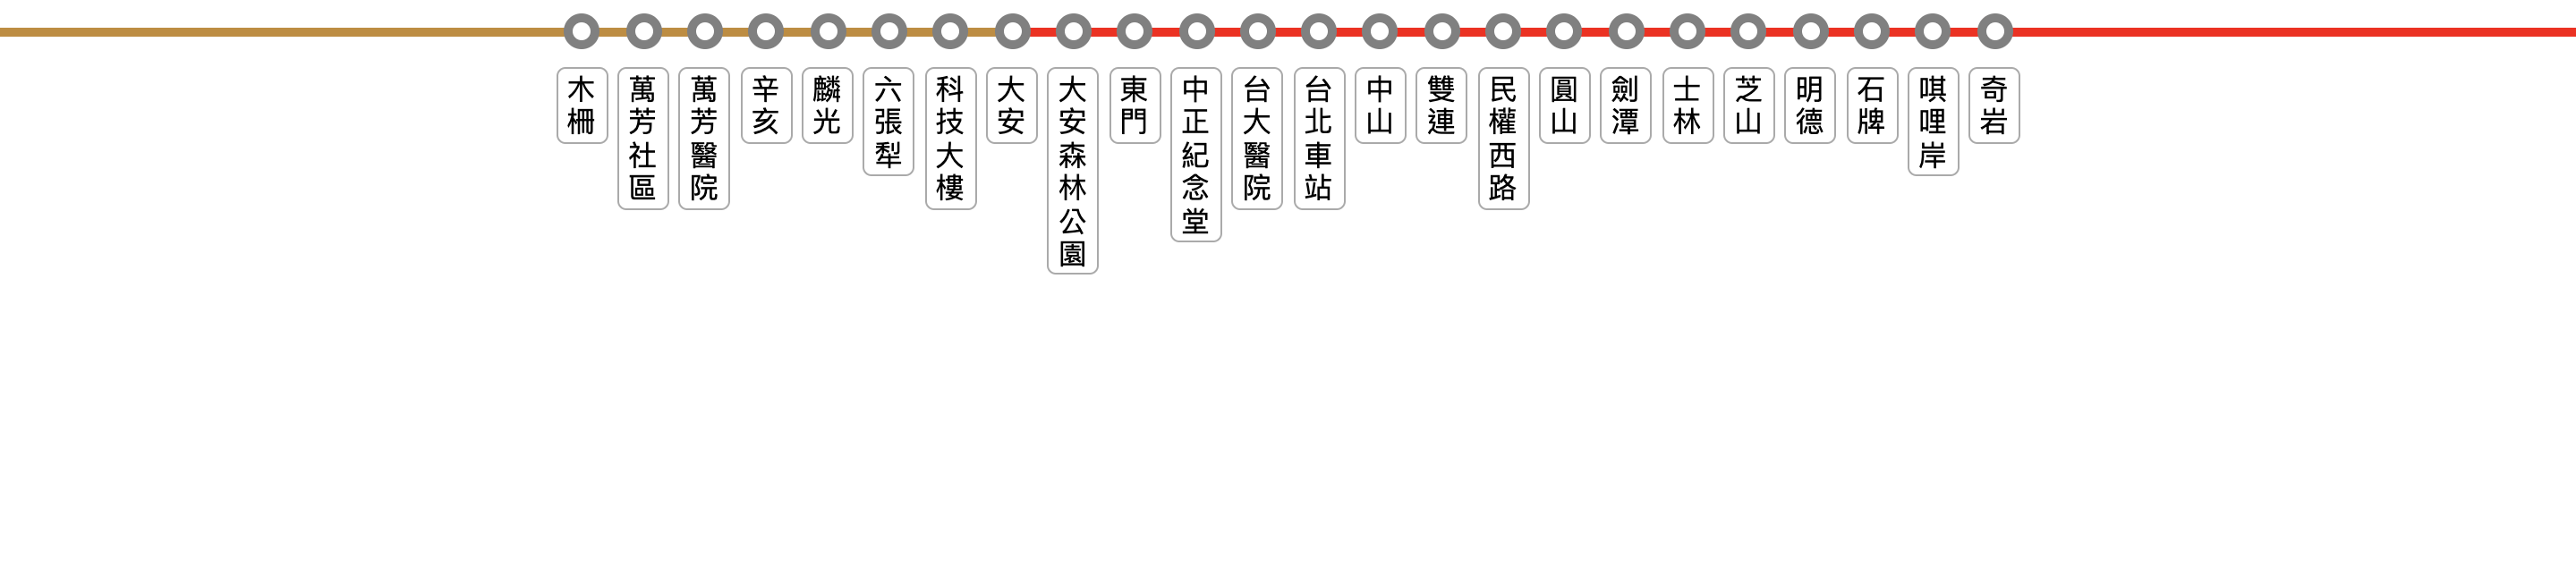 木柵
萬芳社區
萬芳醫院
辛亥
麟光
六張犁
科技大樓
大安
大安森林公園
東門
中正紀念堂
台大醫院
台北車站
中山
雙連
民權西路
圓山
劍潭
士林
芝山
明德
石牌
唭哩岸
奇岩